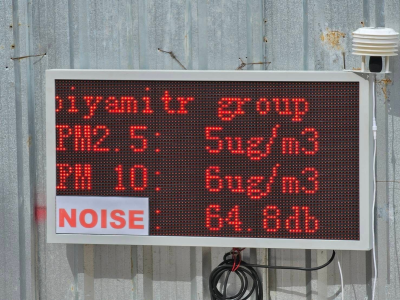 piyamitr group
PM2.5: 5ug/m3
PM 10: 6ug/m3
NOISE: 64.8db